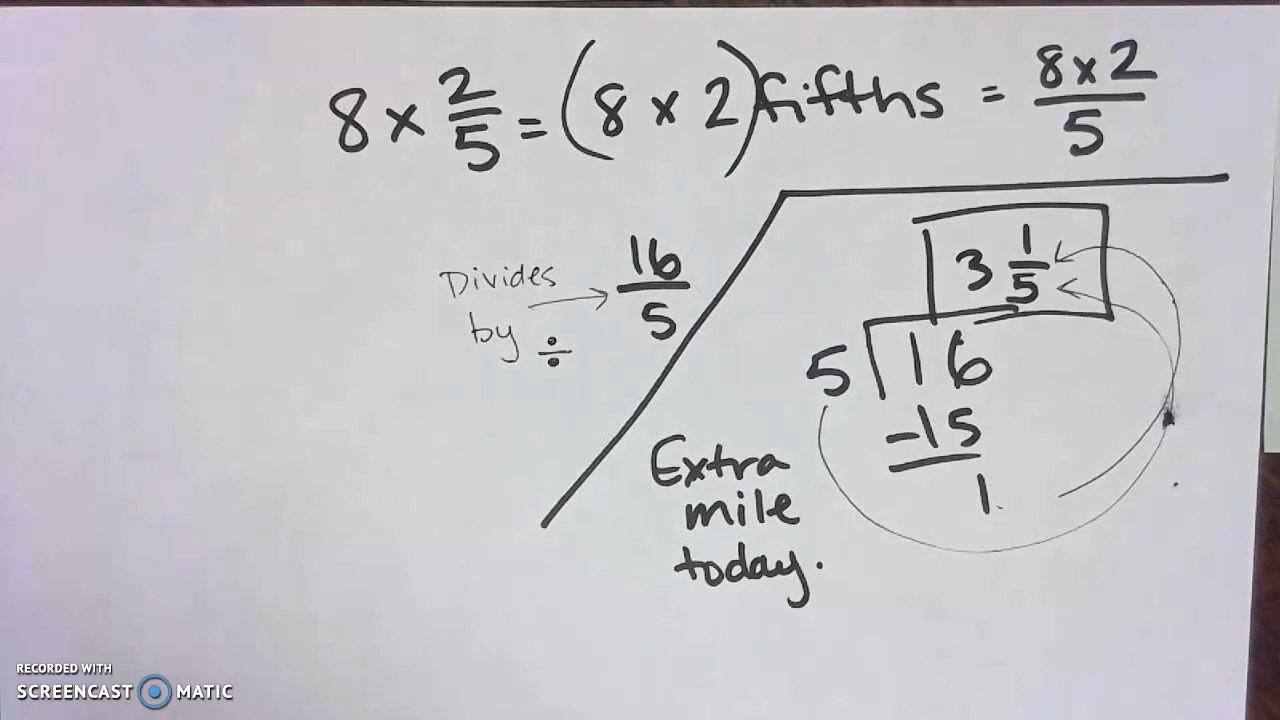 8 × 2/5 = (8 × 2) fifths = 8 × 2/5
Divides
by ÷
16/5
3 1/5
5 16
-15
1
Extra
mile
today.
RECORDED WITH
SCREENCAST MATIC